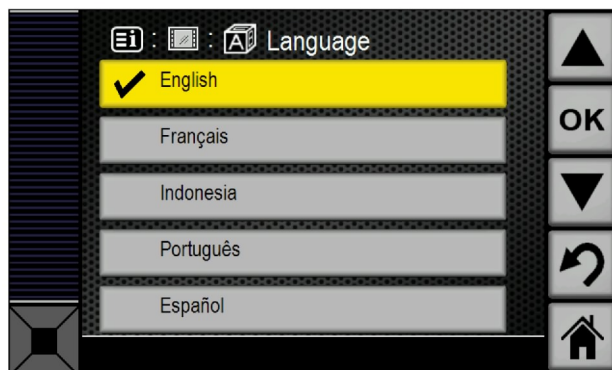 i : : A Language
English
Français
OK
Indonesia
Português
Español